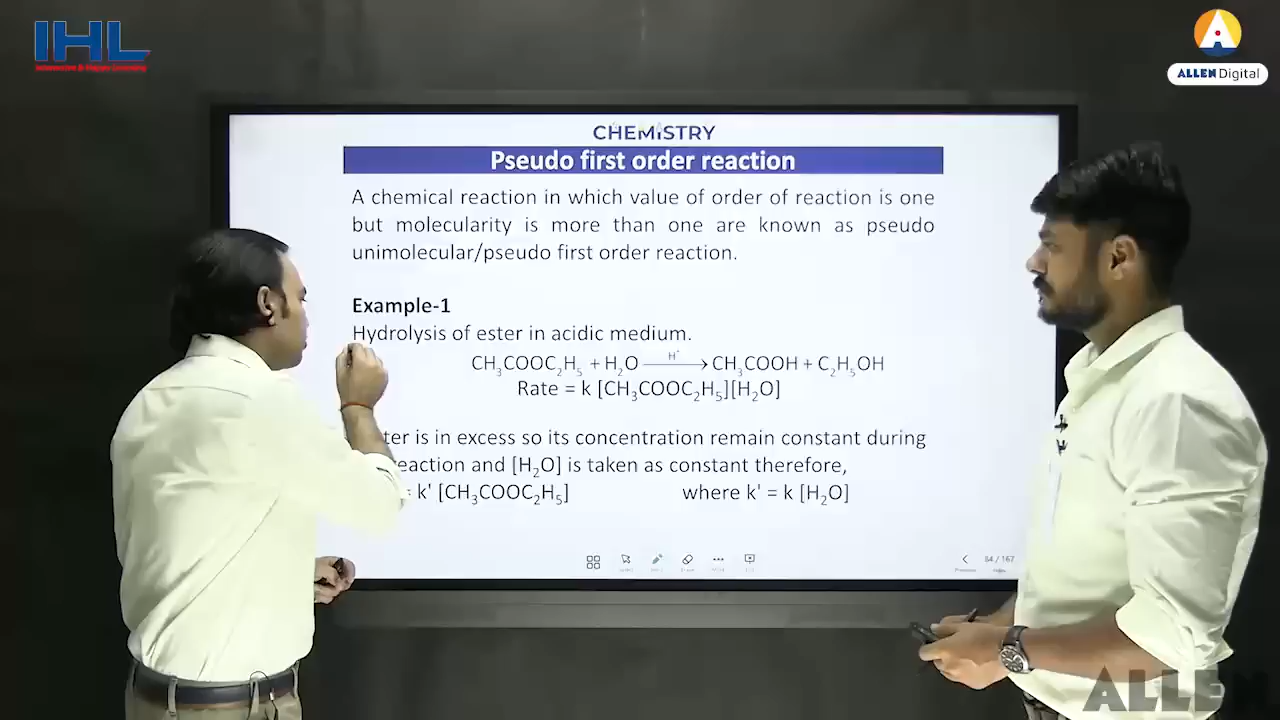 IHL
ALLEN Digital
CHEMISTRY
Pseudo first order reaction
A chemical reaction in which value of order of reaction is one
but molecularity is more than one are known as pseudo
unimolecular/pseudo first order reaction.
Example-1
Hydrolysis of ester in acidic medium.
H⁺
CH₃COOC₂H₅ + H₂O ⟶ CH₃COOH + C₂H₅OH
Rate = k [CH₃COOC₂H₅][H₂O]
ter is in excess so its concentration remain constant during
eaction and [H₂O] is taken as constant therefore,
= k' [CH₃COOC₂H₅] where k' = k [H₂O]
84 / 167
ALLEN